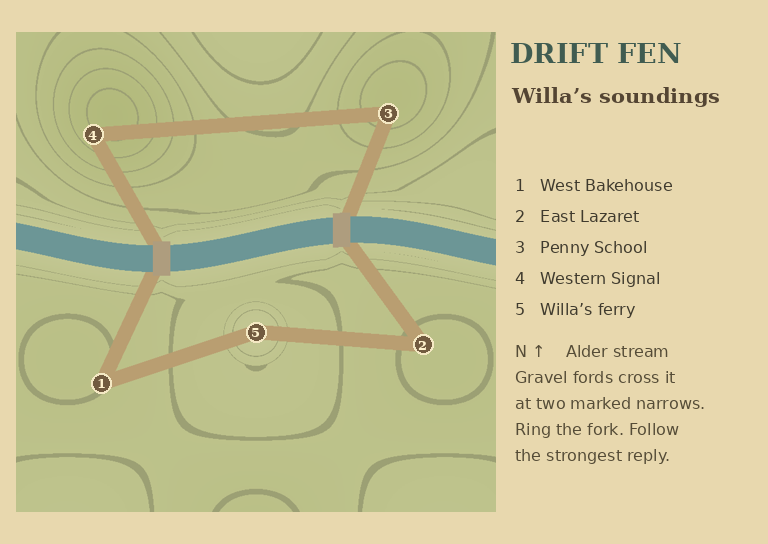 DRIFT FEN
Willa’s soundings
1 West Bakehouse
2 East Lazaret
3 Penny School
4 Western Signal
5 Willa’s ferry
N ↑ Alder stream
Gravel fords cross it
at two marked narrows.
Ring the fork. Follow
the strongest reply.
3
4
5
2
1